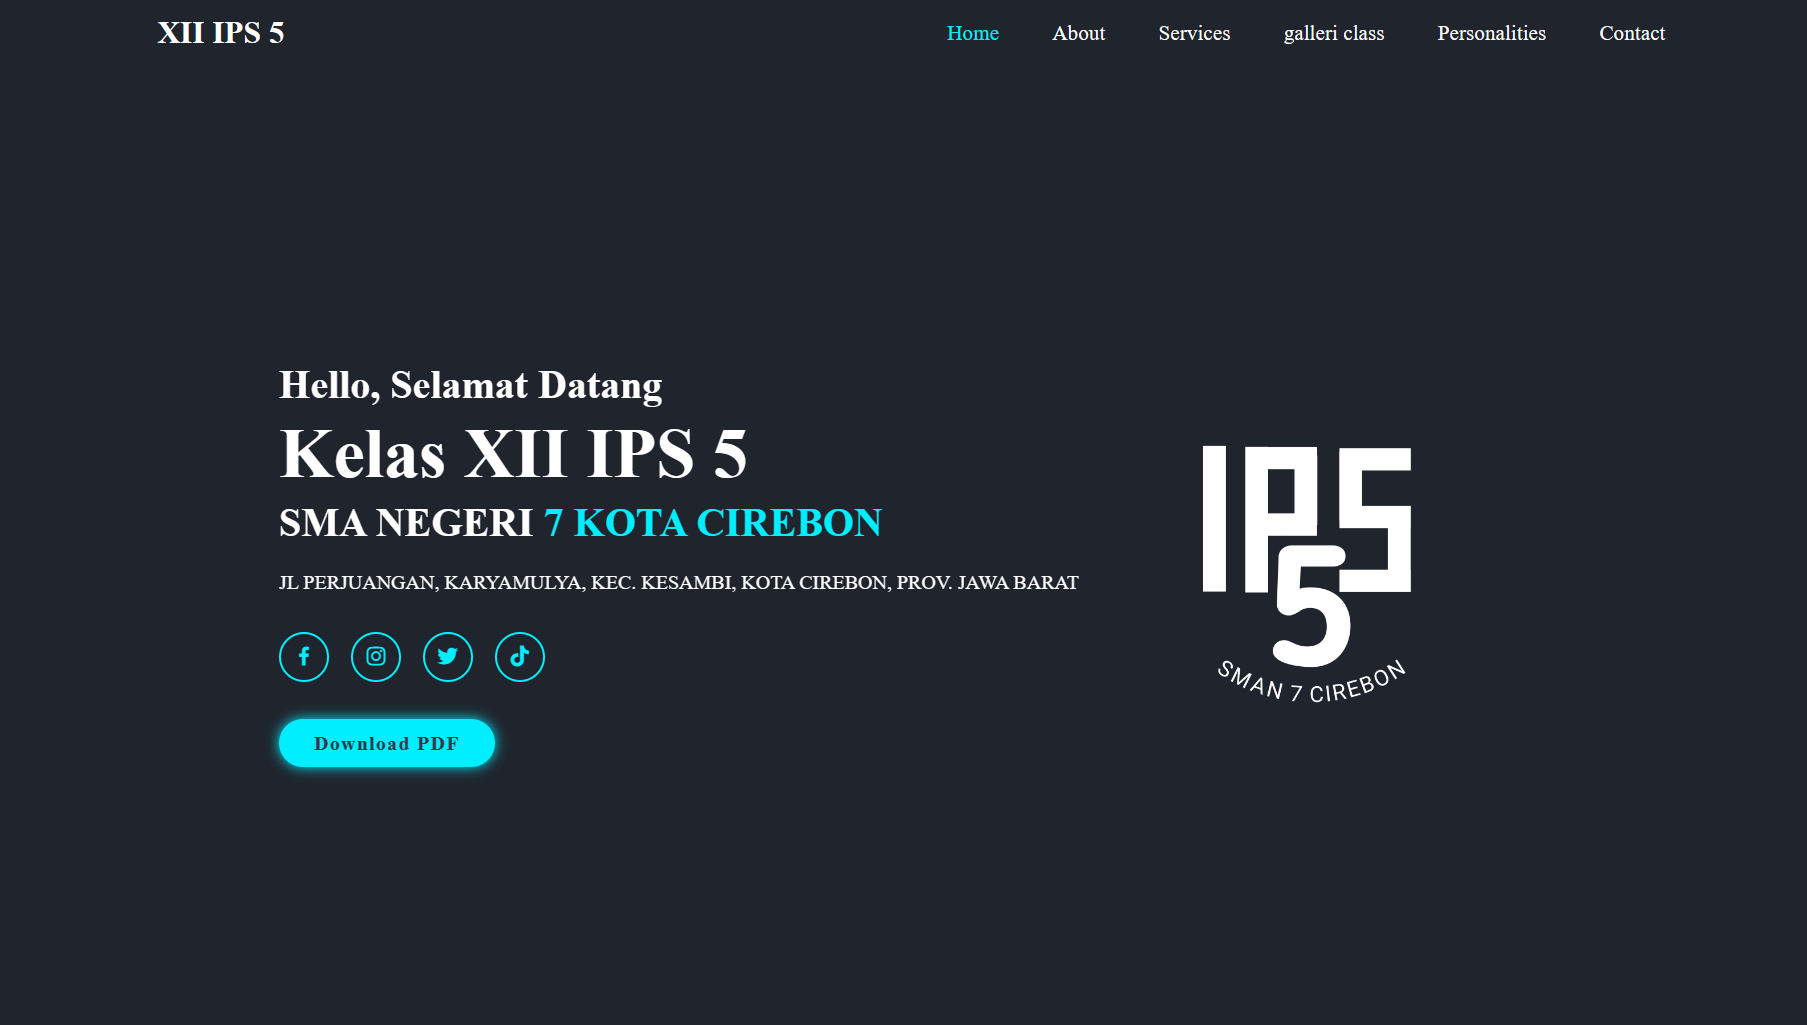 XII IPS 5
Home
About
Services
galleri class
Personalities
Contact
Hello, Selamat Datang
Kelas XII IPS 5
SMA NEGERI 7 KOTA CIREBON
JL PERJUANGAN, KARYAMULYA, KEC. KESAMBI, KOTA CIREBON, PROV. JAWA BARAT
Download PDF
IPS
5
SMAN 7 CIREBON